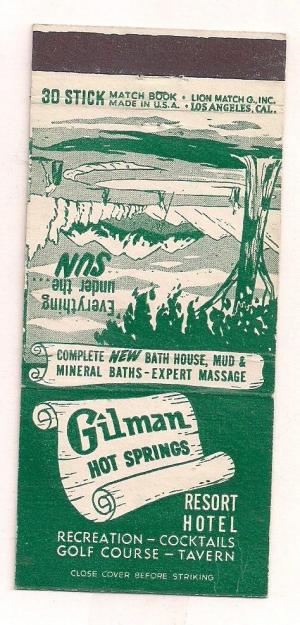 30 STICK MATCH BOOK • LION MATCH CO., INC.
MADE IN U.S.A. • LOS ANGELES, CAL.
Everything
under the...
SUN
COMPLETE NEW BATH HOUSE, MUD &
MINERAL BATHS - EXPERT MASSAGE
Gilman
HOT SPRINGS
RESORT
HOTEL
RECREATION - COCKTAILS
GOLF COURSE - TAVERN
CLOSE COVER BEFORE STRIKING